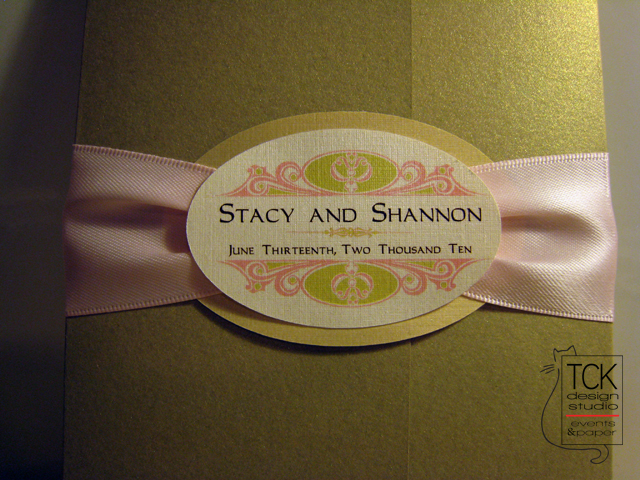 Stacy and Shannon
June Thirteenth, Two Thousand Ten
TCK
design
studio
events
&paper